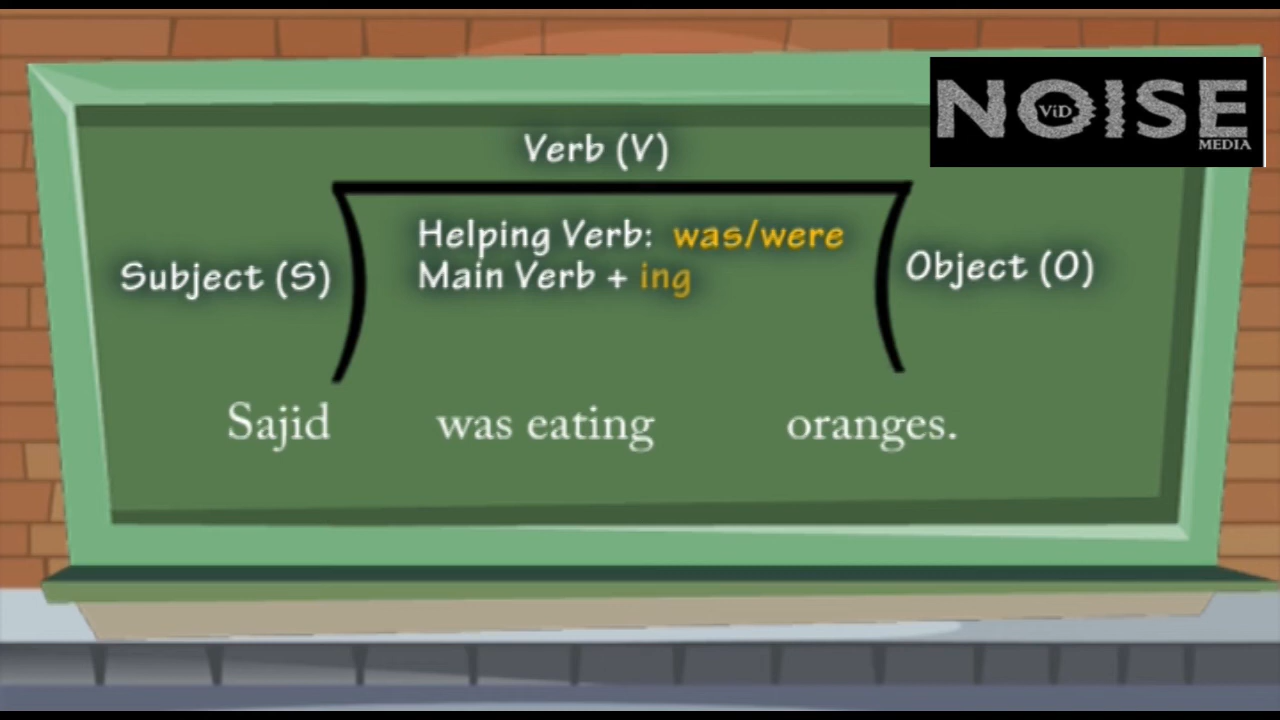 NOISE
ViD
MEDIA
Verb (V)
Helping Verb: was/were
Main Verb + ing
Subject (S)
Object (O)
Sajid was eating oranges.